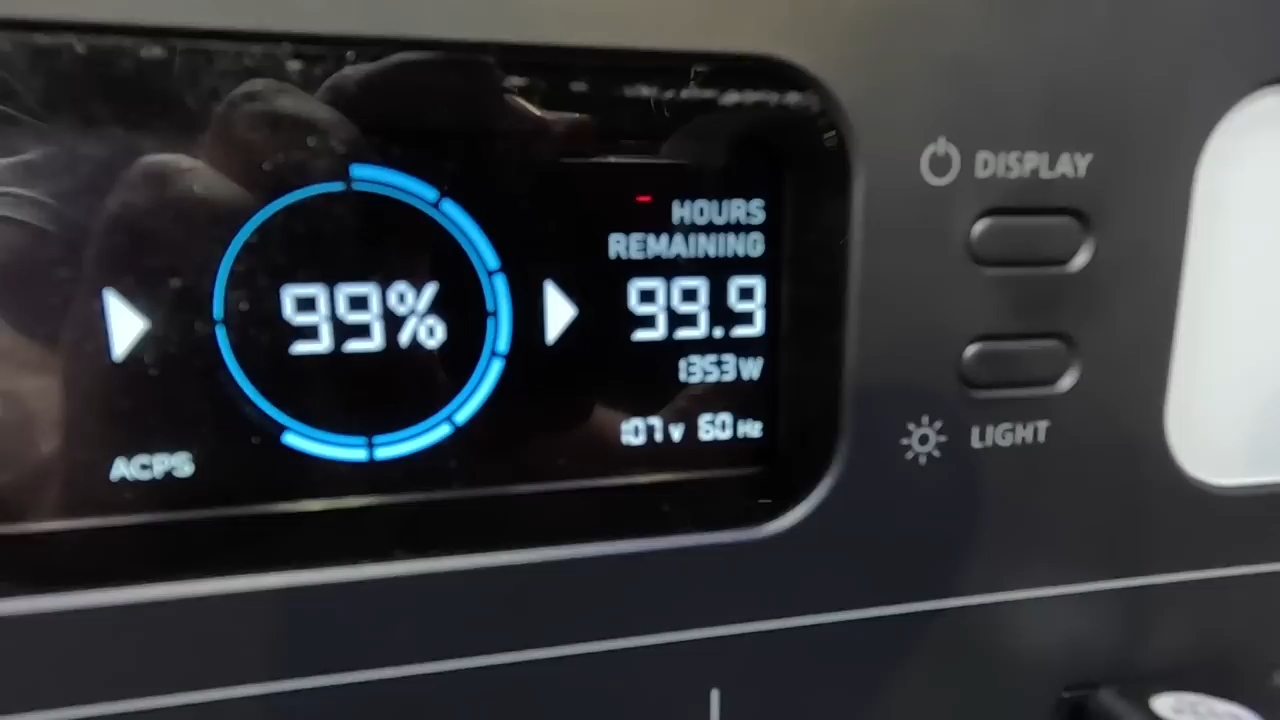 DISPLAY
HOURS
REMAINING
99%
99.9
1353W
107V 60Hz
LIGHT
ACPS